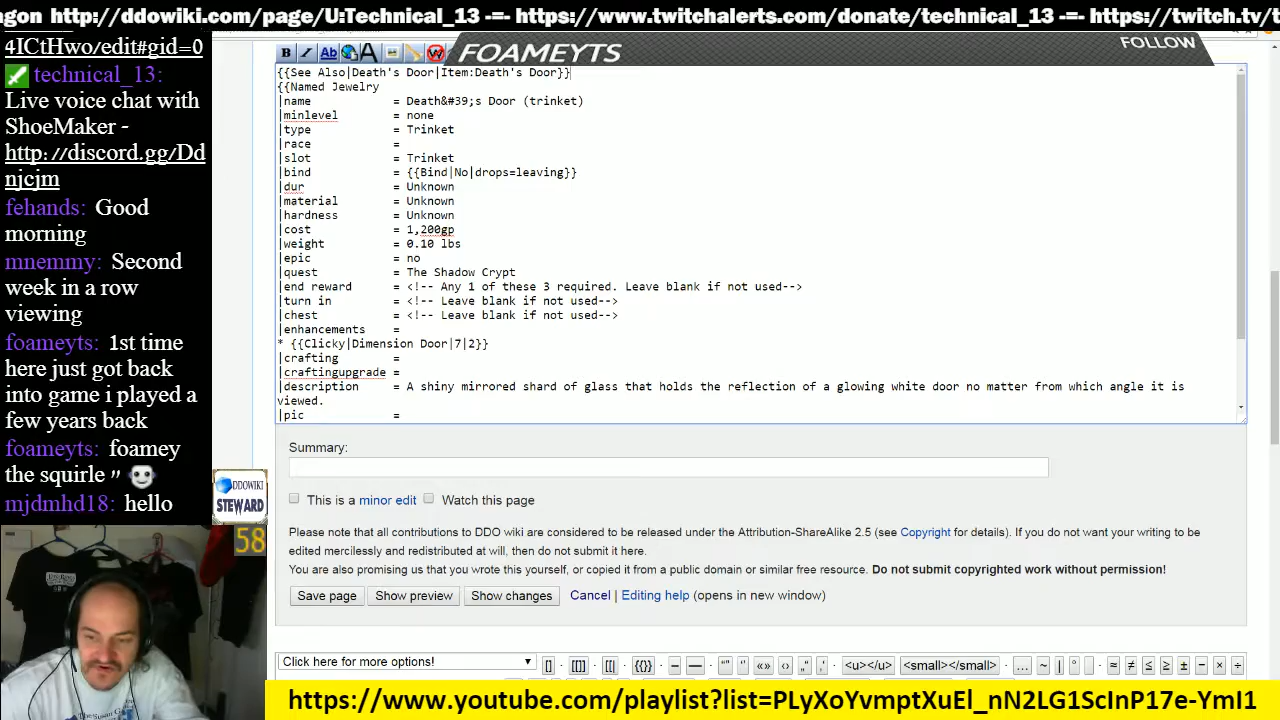 agon http://ddowiki.com/page/U:Technical_13 -=- https://www.twitchalerts.com/donate/technical_13 -=- https://twitch.tv/t
4ICtHwo/edit#gid=0
technical_13:
Live voice chat with
ShoeMaker -
http://discord.gg/Dd
njcjm
fehands: Good
morning
mnemmy: Second
week in a row
viewing
foameyts: 1st time
here just got back
into game i played a
few years back
foameyts: foamey
the squirle "
mjdmhd18: hello
DDOWIKI
STEWARD
58
B I Ab A W
FOAMEYTS
FOLLOW
{{See Also|Death's Door|Item:Death's Door}}
{{Named Jewelry
|name = Death&#39;s Door (trinket)
|minlevel = none
|type = Trinket
|race =
|slot = Trinket
|bind = {{Bind|No|drops=leaving}}
|dur = Unknown
|material = Unknown
|hardness = Unknown
|cost = 1,200gp
|weight = 0.10 lbs
|epic = no
|quest = The Shadow Crypt
|end reward = <!-- Any 1 of these 3 required. Leave blank if not used-->
|turn in = <!-- Leave blank if not used-->
|chest = <!-- Leave blank if not used-->
|enhancements =
* {{Clicky|Dimension Door|7|2}}
|crafting =
|craftingupgrade =
|description = A shiny mirrored shard of glass that holds the reflection of a glowing white door no matter from which angle it is
viewed.
|pic =
Summary:
This is a minor edit Watch this page
Please note that all contributions to DDO wiki are considered to be released under the Attribution-ShareAlike 2.5 (see Copyright for details). If you do not want your writing to be
edited mercilessly and redistributed at will, then do not submit it here.
You are also promising us that you wrote this yourself, or copied it from a public domain or similar free resource. Do not submit copyrighted work without permission!
Save page Show preview Show changes Cancel | Editing help (opens in new window)
Click here for more options! [] · [[]] · [[| · {{}} · – · — · “” · ‘’ · «» · ‹› · „“ · ‚‘ · <u></u> · <small></small> · … ~ | ° · ≈ ≠ ≤ ≥ ± − × ÷
https://www.youtube.com/playlist?list=PLyXoYvmptXuEl_nN2LG1ScInP17e-YmI1